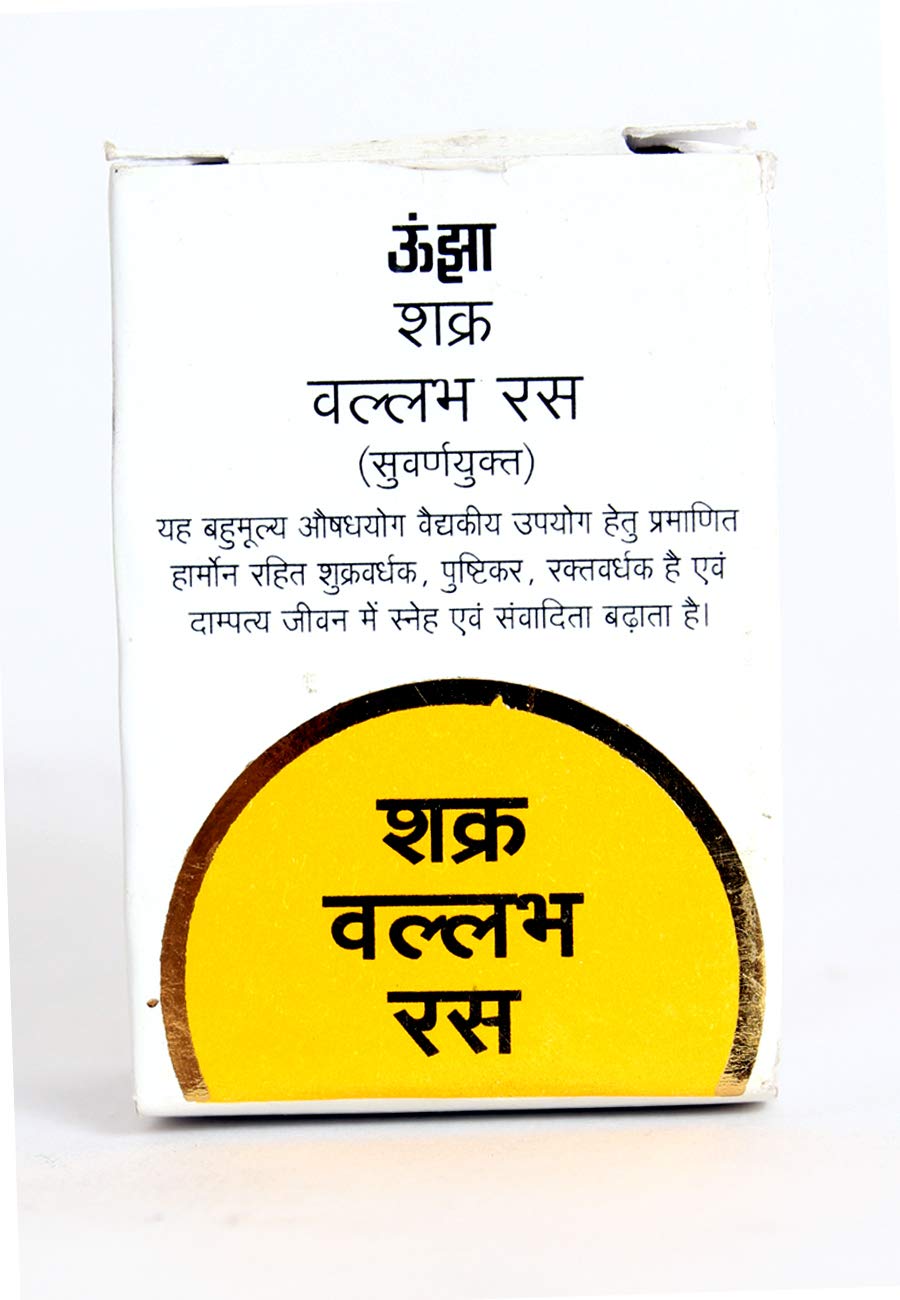 ऊंझा
शक्र
वल्लभ रस
(सुवर्णयुक्त)
यह बहुमूल्य औषधयोग वैद्यकीय उपयोग हेतु प्रमाणित
हार्मोन रहित शुक्रवर्धक, पुष्टिकर, रक्तवर्धक है एवं
दाम्पत्य जीवन में स्नेह एवं संवादिता बढ़ाता है।
शक्र
वल्लभ
रस